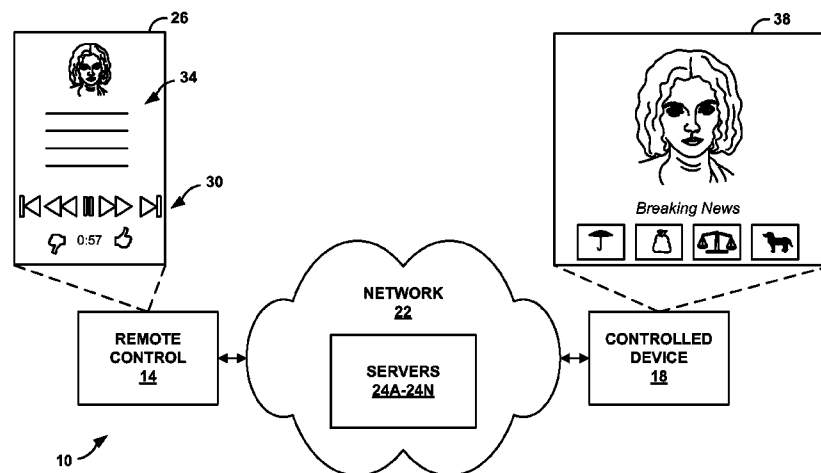 26
34
30
0:57
38
Breaking News
REMOTE
CONTROL
14
NETWORK
22
SERVERS
24A-24N
CONTROLLED
DEVICE
18
10